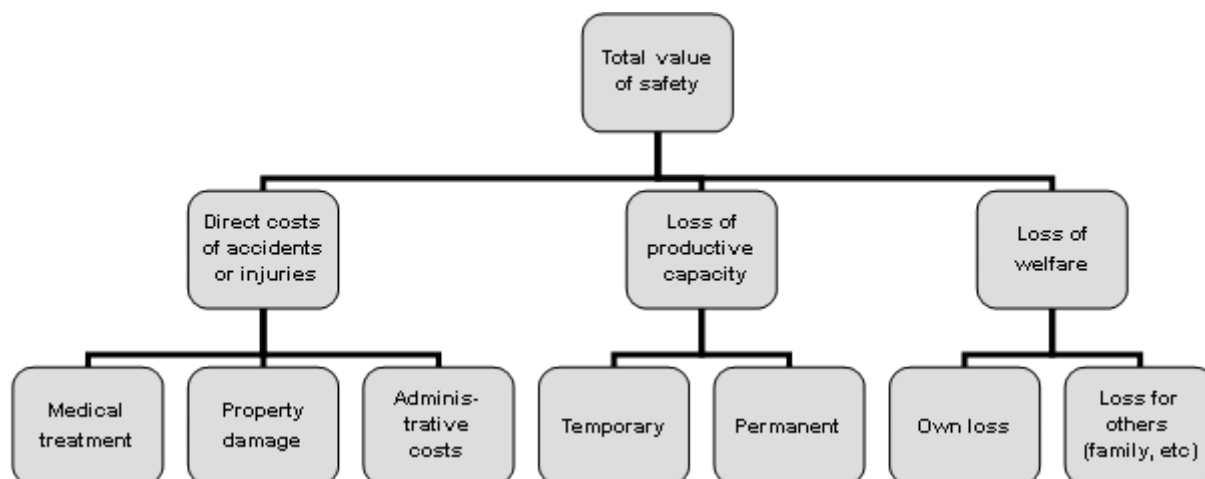 Total value
of safety
Direct costs
of accidents
or injuries
Loss of
productive
capacity
Loss of
welfare
Medical
treatment
Property
damage
Adminis-
trative
costs
Temporary
Permanent
Own loss
Loss for
others
(family, etc)